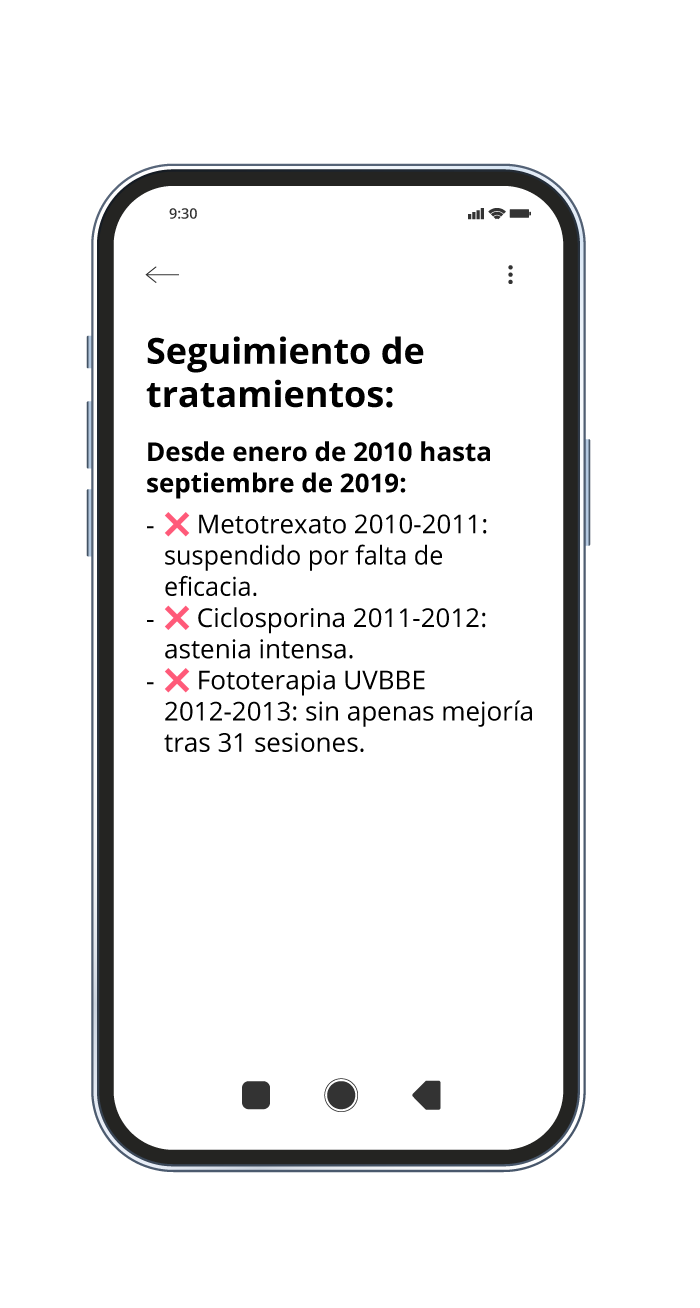 9:30
Seguimiento de
tratamientos:
Desde enero de 2010 hasta
septiembre de 2019:
- ❌ Metotrexato 2010-2011:
suspendido por falta de
eficacia.
- ❌ Ciclosporina 2011-2012:
astenia intensa.
- ❌ Fototerapia UVBBE
2012-2013: sin apenas mejoría
tras 31 sesiones.